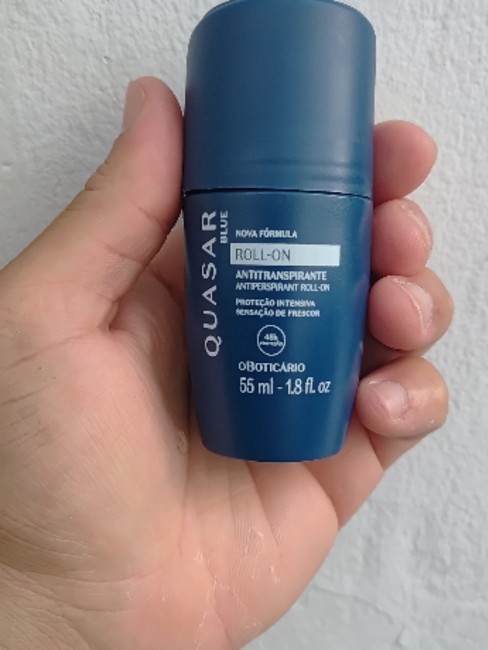 QUASAR
BLUE
NOVA FÓRMULA
ROLL-ON
ANTITRANSPIRANTE
ANTIPERSPIRANT ROLL-ON
PROTEÇÃO INTENSIVA
SENSAÇÃO DE FRESCOR
48h
oBOTICÁRIO
55 ml - 1.8 fl. oz